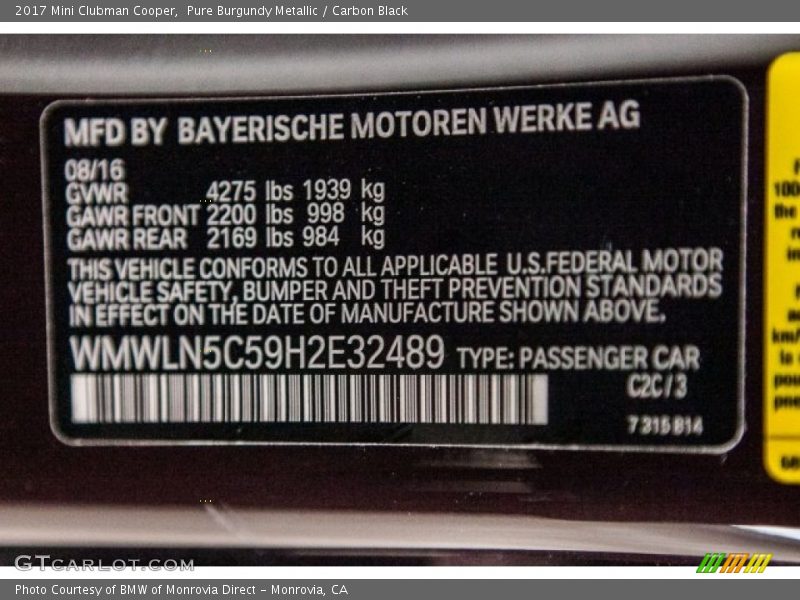 2017 Mini Clubman Cooper, Pure Burgundy Metallic / Carbon Black
MFD BY BAYERISCHE MOTOREN WERKE AG
08/16
GVWR 4275 lbs 1939 kg
GAWR FRONT 2200 lbs 998 kg
GAWR REAR 2169 lbs 984 kg
THIS VEHICLE CONFORMS TO ALL APPLICABLE U.S.FEDERAL MOTOR
VEHICLE SAFETY, BUMPER AND THEFT PREVENTION STANDARDS
IN EFFECT ON THE DATE OF MANUFACTURE SHOWN ABOVE.
WMWLN5C59H2E32489 TYPE: PASSENGER CAR
C2C/3
7 315 814
100
the
km/
is
GTCARLOT.COM
Photo Courtesy of BMW of Monrovia Direct - Monrovia, CA